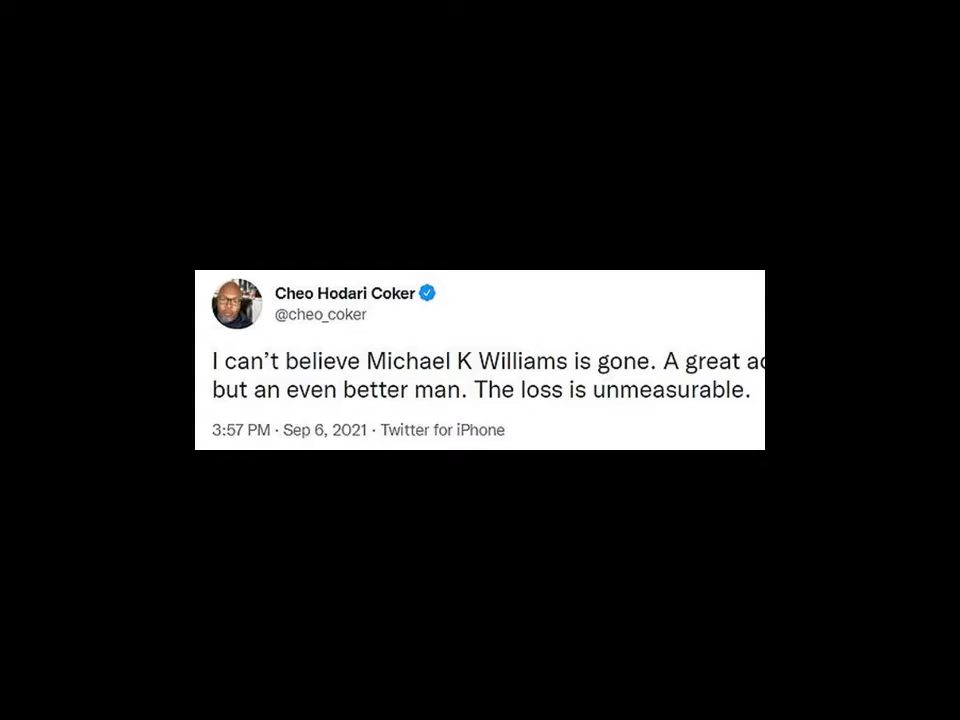 Cheo Hodari Coker
@cheo_coker
I can't believe Michael K Williams is gone. A great
but an even better man. The loss is unmeasurable.
3:57 PM · Sep 6, 2021 · Twitter for iPhone